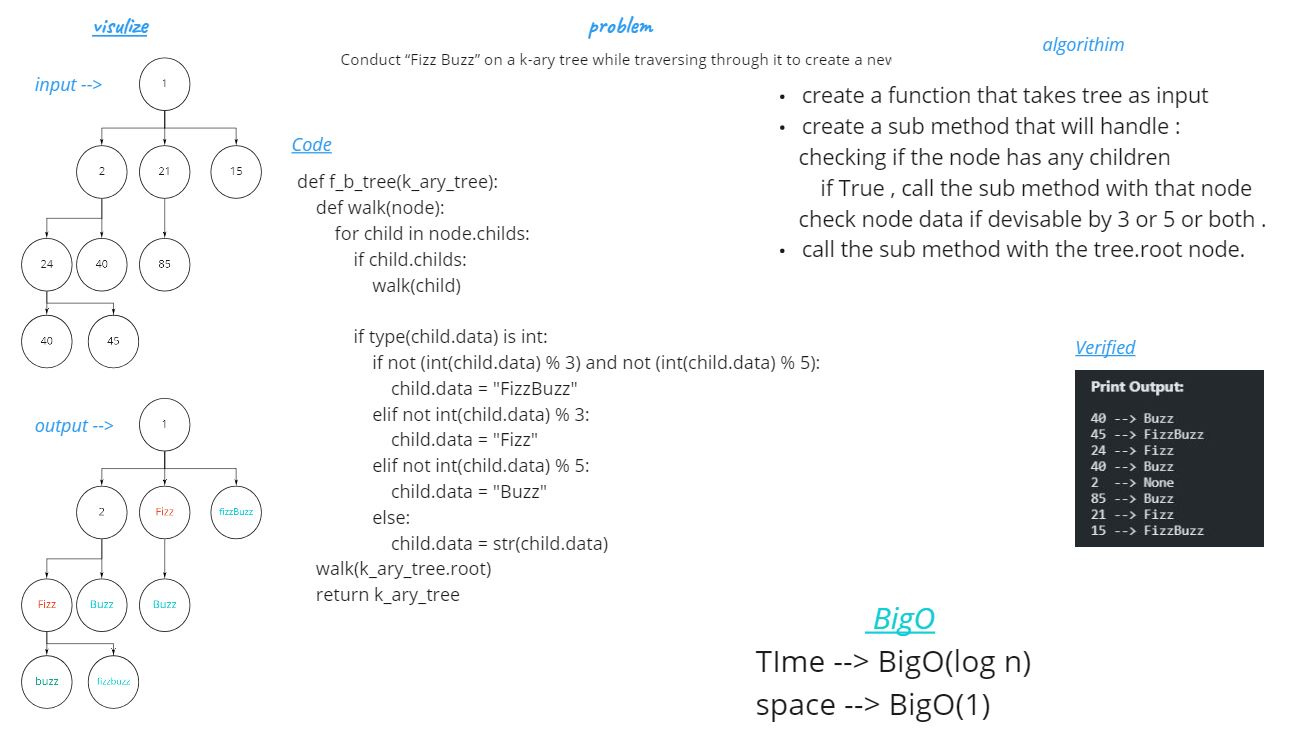 visulize
input -->
1
2 21 15
24 40 85
40 45
output -->
1
2 Fizz fizzBuzz
Fizz Buzz Buzz
buzz fizzbuzz
problem
Conduct “Fizz Buzz” on a k-ary tree while traversing through it to create a new
Code
def f_b_tree(k_ary_tree):
def walk(node):
for child in node.childs:
if child.childs:
walk(child)
if type(child.data) is int:
if not (int(child.data) % 3) and not (int(child.data) % 5):
child.data = "FizzBuzz"
elif not int(child.data) % 3:
child.data = "Fizz"
elif not int(child.data) % 5:
child.data = "Buzz"
else:
child.data = str(child.data)
walk(k_ary_tree.root)
return k_ary_tree
algorithim
• create a function that takes tree as input
• create a sub method that will handle :
checking if the node has any children
if True , call the sub method with that node
check node data if devisable by 3 or 5 or both .
• call the sub method with the tree.root node.
Verified
Print Output:
40 --> Buzz
45 --> FizzBuzz
24 --> Fizz
40 --> Buzz
2 --> None
85 --> Buzz
21 --> Fizz
15 --> FizzBuzz
BigO
TIme --> BigO(log n)
space --> BigO(1)